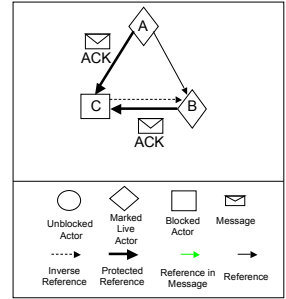 A
ACK
C
B
ACK
Unblocked
Actor
Marked
Live
Actor
Blocked
Actor
Message
Inverse
Reference
Protected
Reference
Reference in
Message
Reference